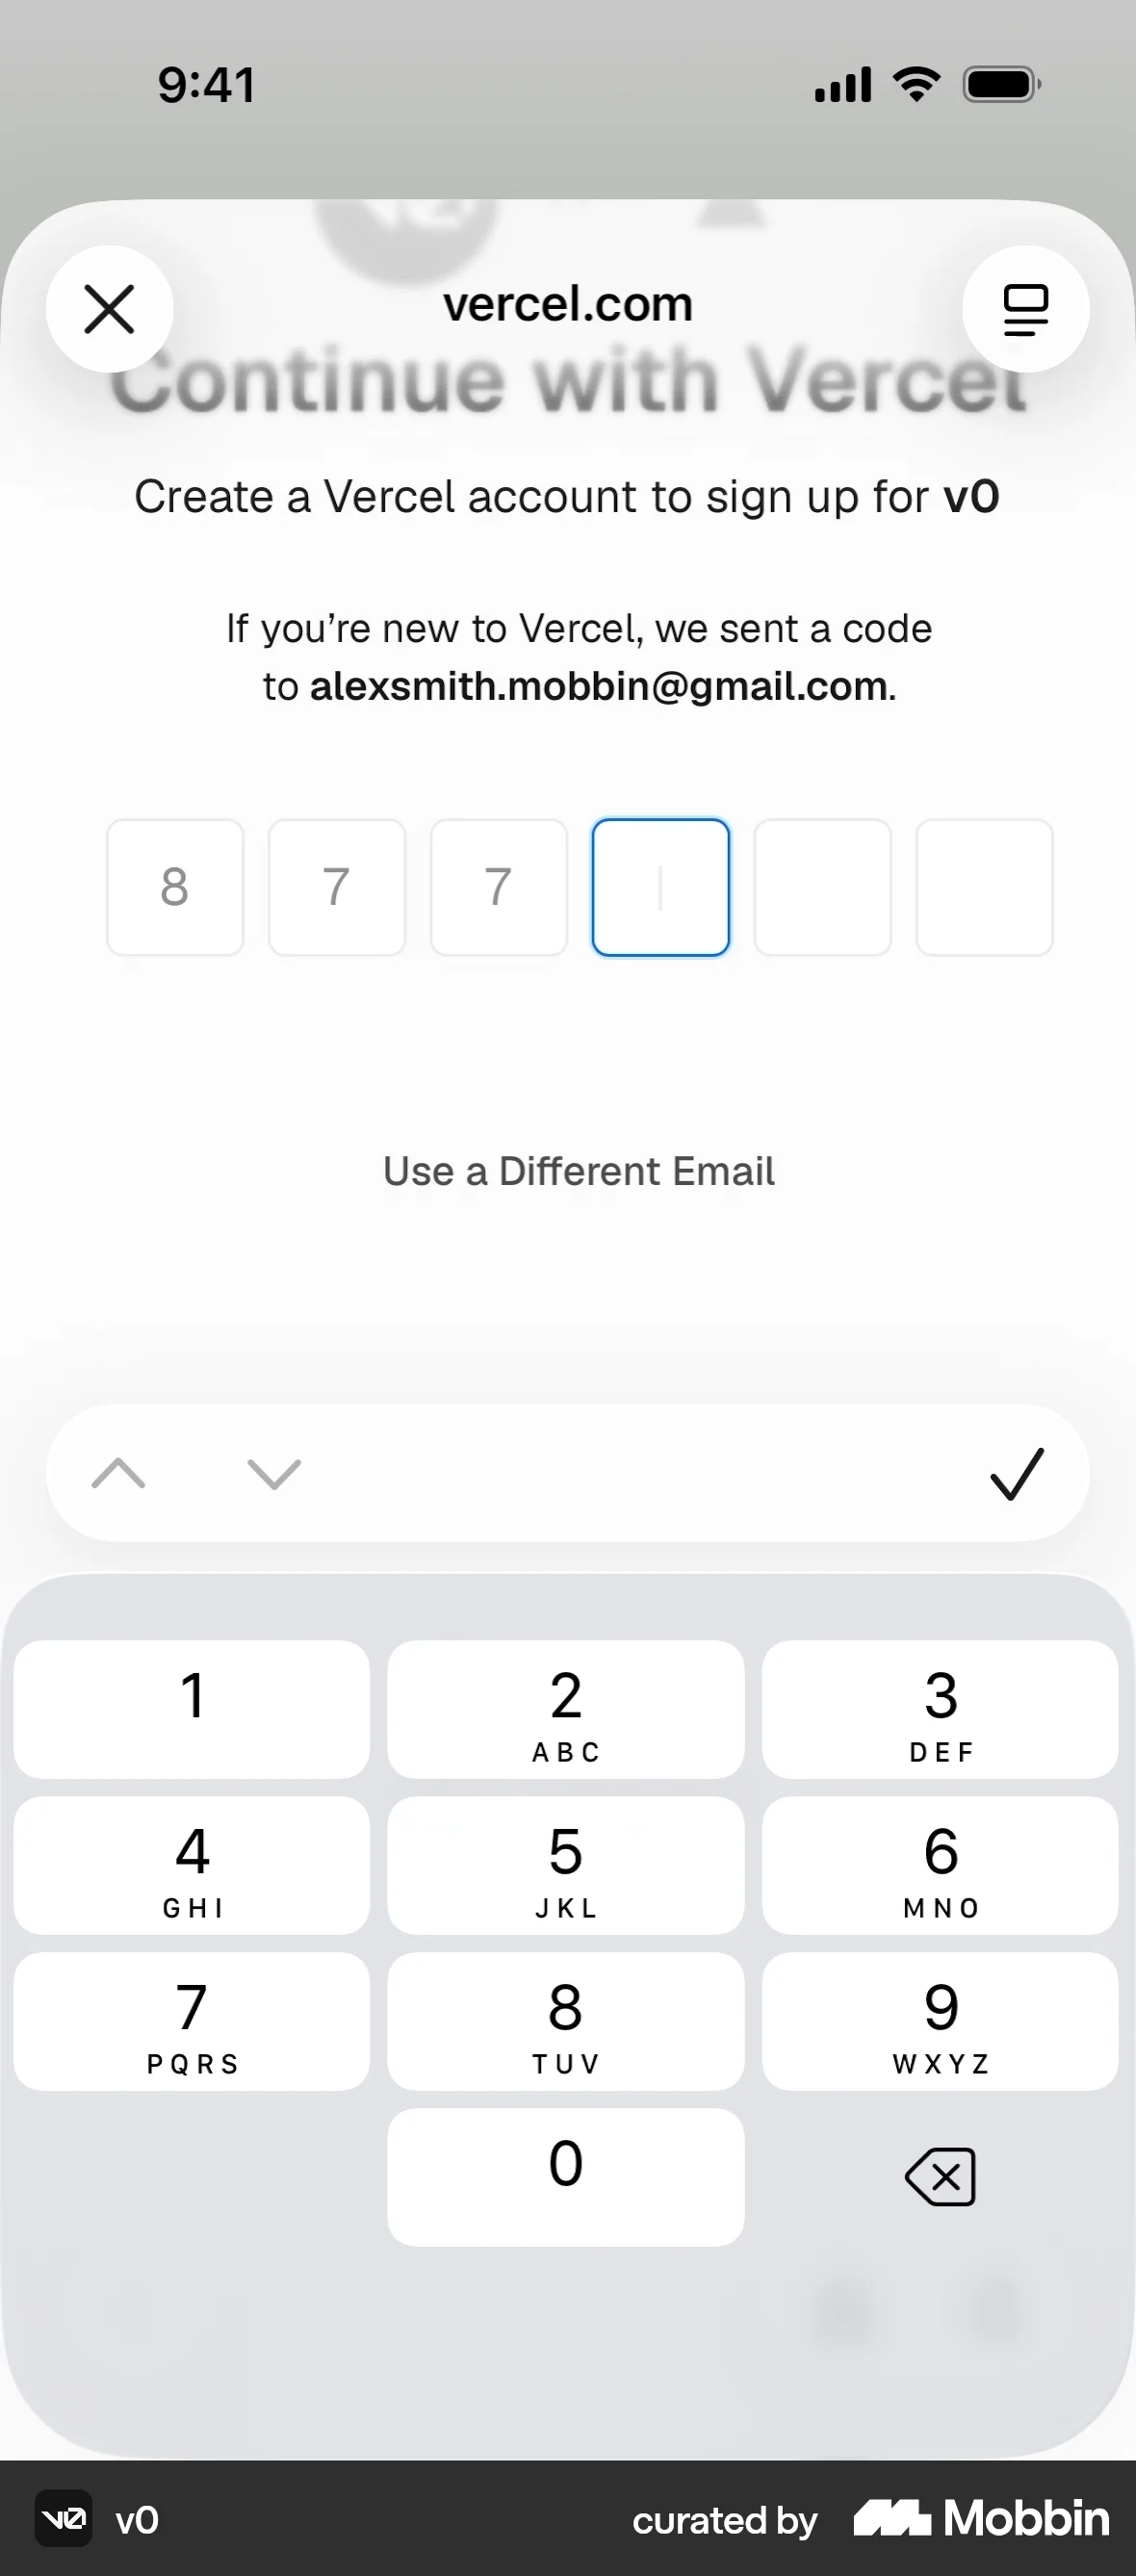 9:41
vercel.com
Continue with Vercel
Create a Vercel account to sign up for v0
If you’re new to Vercel, we sent a code
to alexsmith.mobbin@gmail.com.
8 7 7
Use a Different Email
1 2 3
ABC DEF
4 5 6
GHI JKL MNO
7 8 9
PQRS TUV WXYZ
0
v0 v0 curated by Mobbin